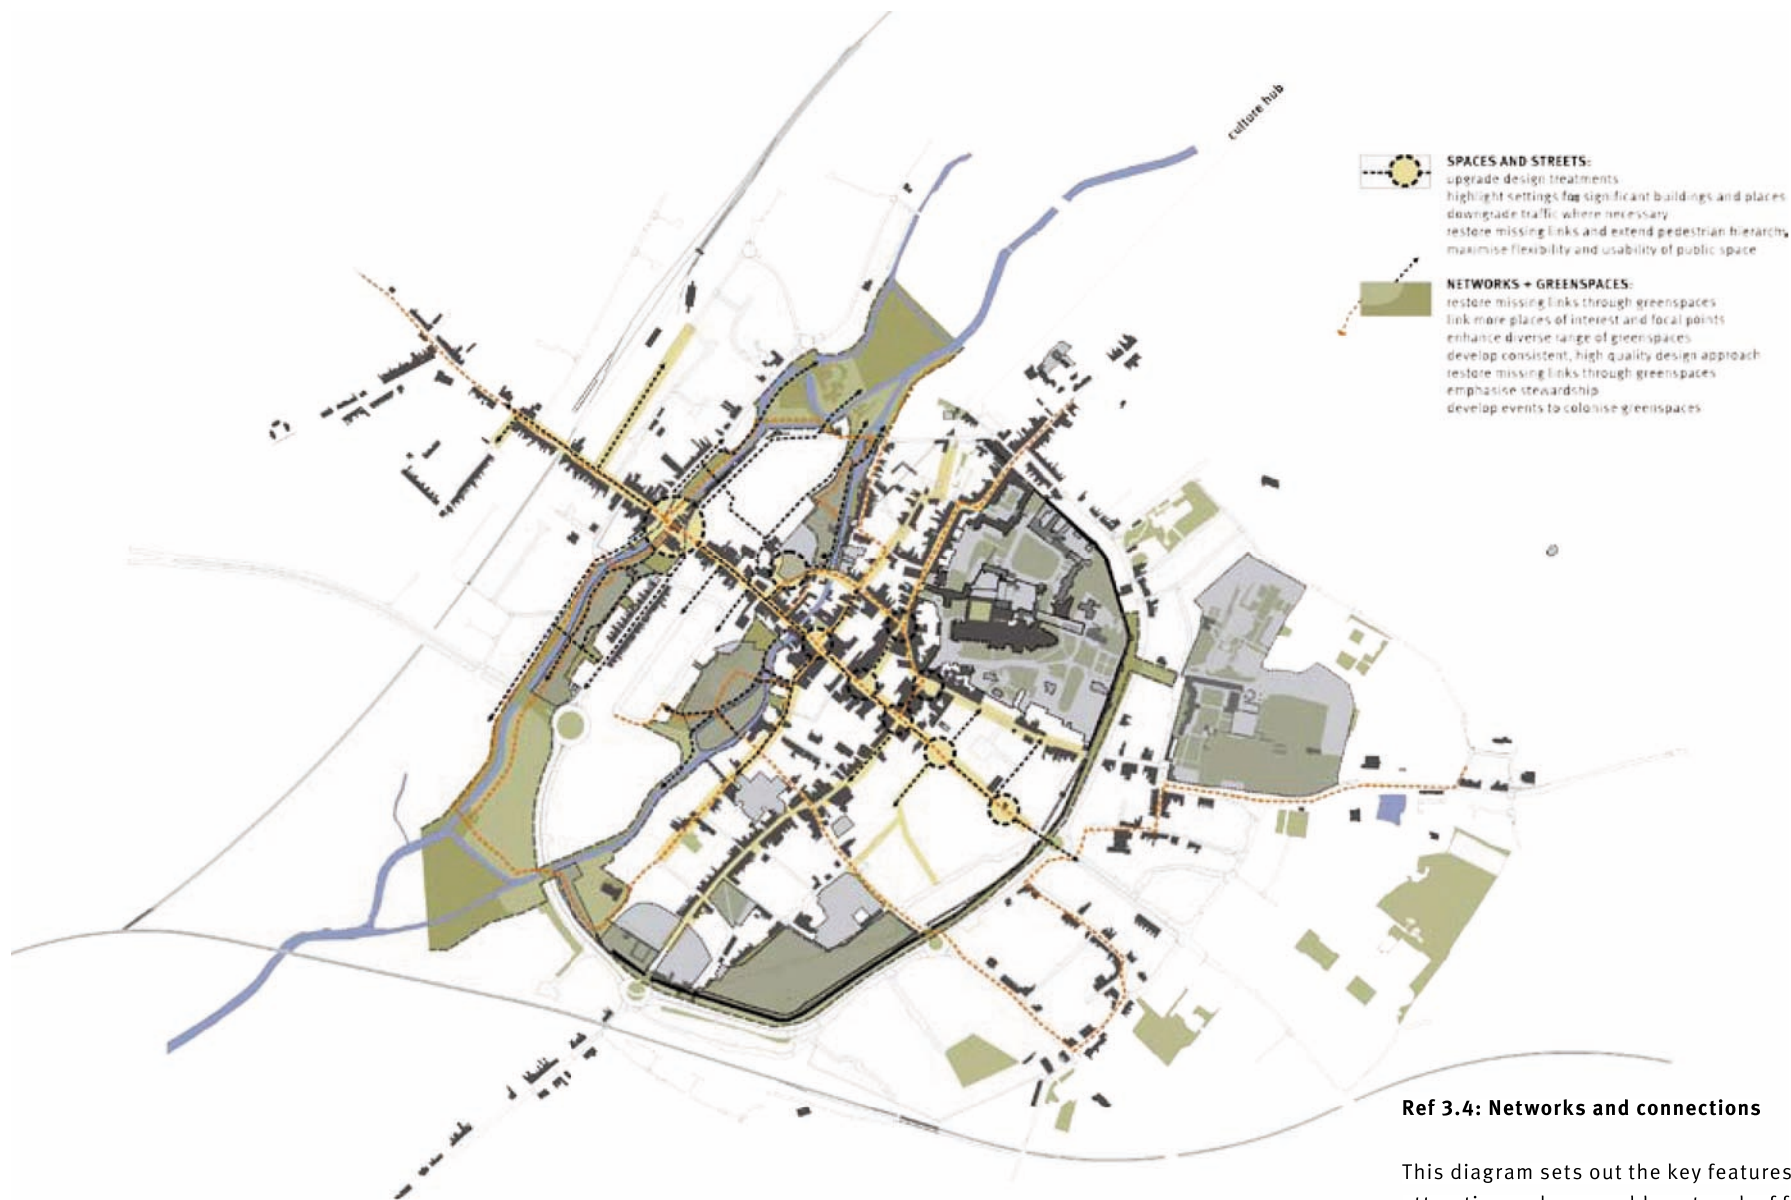 culture hub
SPACES AND STREETS:
upgrade design treatments
highlight settings for significant buildings and places
downgrade traffic where necessary
restore missing links and extend pedestrian hierarchy,
maximise flexibility and usability of public space
NETWORKS + GREENSPACES:
restore missing links through greenspaces
link more places of interest and focal points
enhance diverse range of greenspaces
develop consistent, high quality design approach
restore missing links through greenspaces
emphasise stewardship
develop events to colonise greenspaces
Ref 3.4: Networks and connections
This diagram sets out the key features